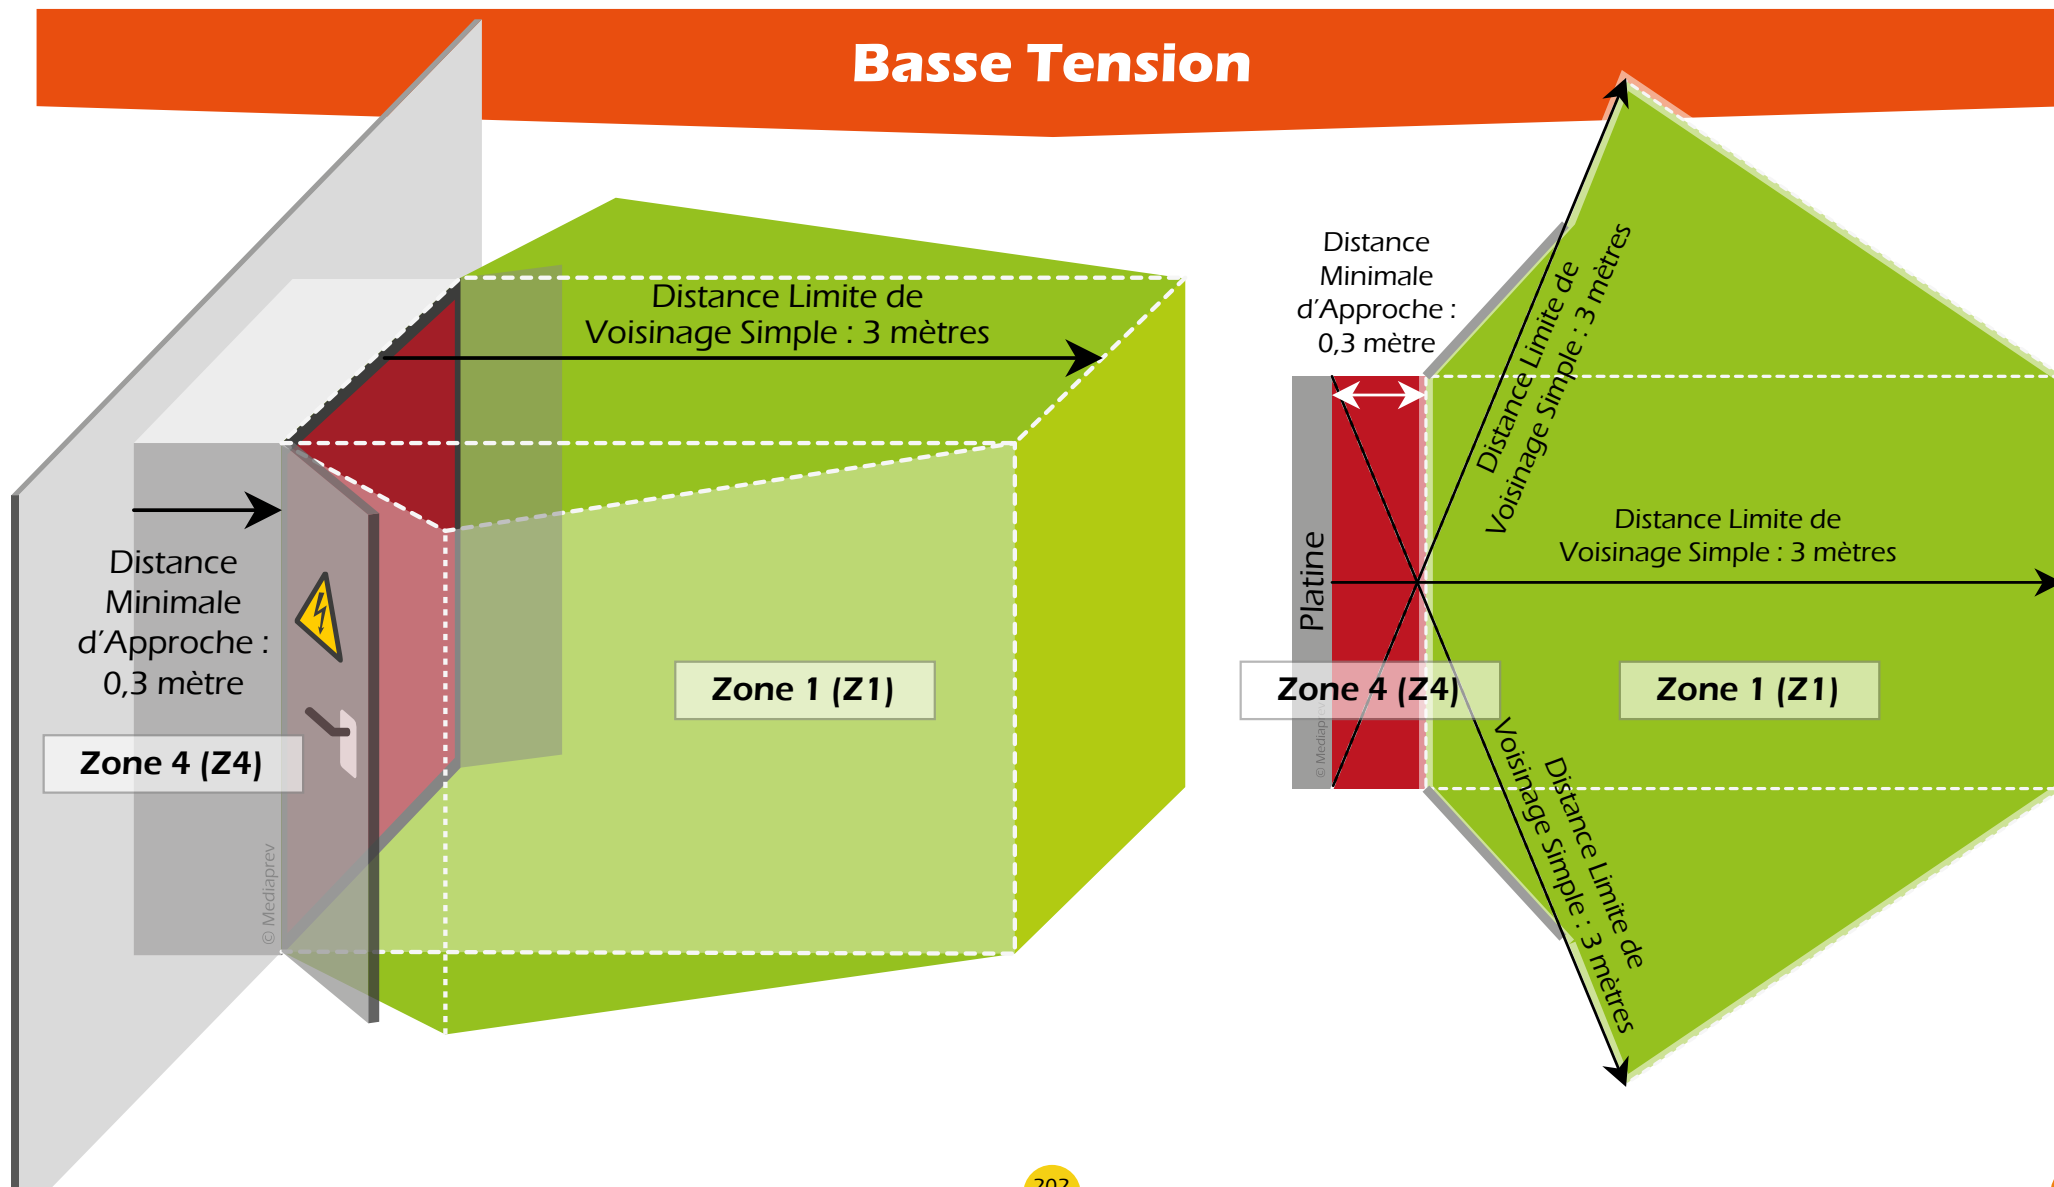 Basse Tension
Distance Limite de
Voisinage Simple : 3 mètres
Distance
Minimale
d'Approche :
0,3 mètre
Zone 4 (Z4)
© Mediaprev
Zone 1 (Z1)
Distance
Minimale
d'Approche :
0,3 mètre
Distance Limite de
Voisinage Simple : 3 mètres
Platine
Distance Limite de
Voisinage Simple : 3 mètres
Zone 4 (Z4)
© Mediaprev
Zone 1 (Z1)
Distance Limite de
Voisinage Simple : 3 mètres
202